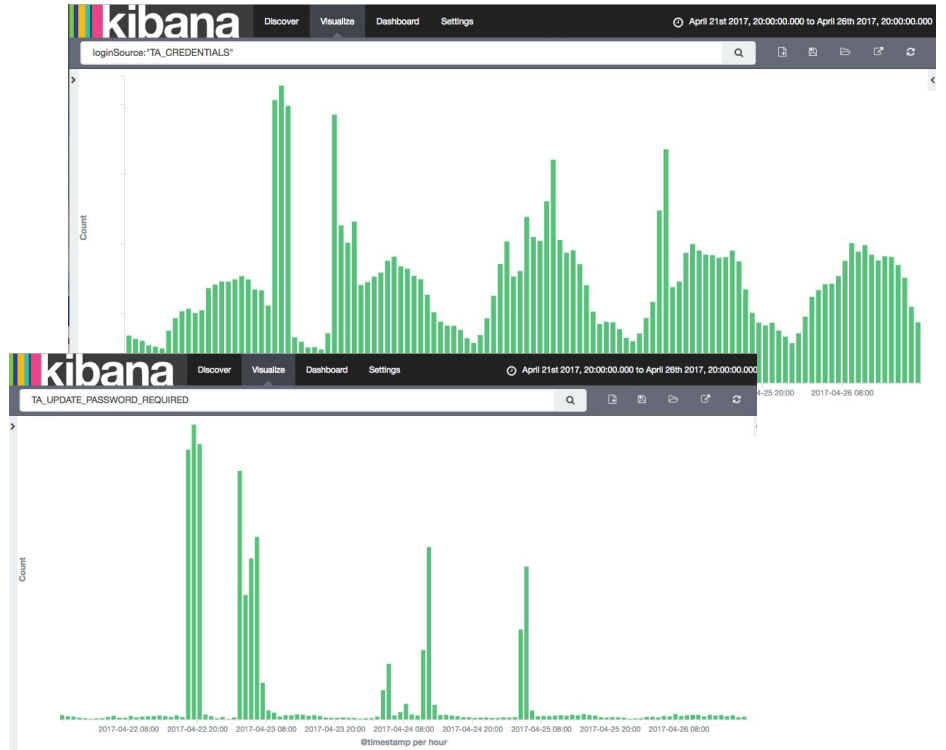 kibana Discover Visualize Dashboard Settings April 21st 2017, 20:00:00.000 to April 26th 2017, 20:00:00.000
loginSource:"TA_CREDENTIALS"
Count
kibana Discover Visualize Dashboard Settings April 21st 2017, 20:00:00.000 to April 26th 2017, 20:00:00.000
4-25 20:00 2017-04-26 08:00
TA_UPDATE_PASSWORD_REQUIRED
Count
2017-04-22 08:00 2017-04-22 20:00 2017-04-23 08:00 2017-04-23 20:00 2017-04-24 08:00 2017-04-24 20:00 2017-04-25 08:00 2017-04-25 20:00 2017-04-26 08:00
@timestamp per hour